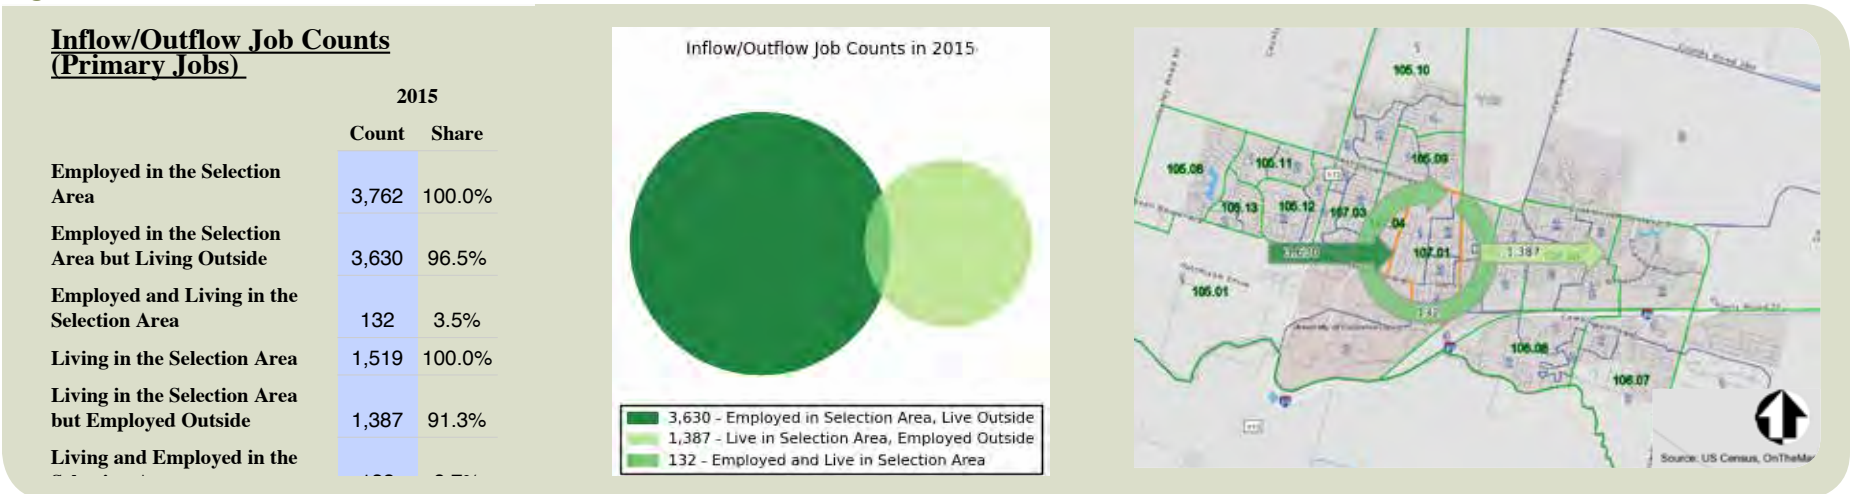 Inflow/Outflow Job Counts
(Primary Jobs)
2015
Count Share
Employed in the Selection
Area 3,762 100.0%
Employed in the Selection
Area but Living Outside 3,630 96.5%
Employed and Living in the
Selection Area 132 3.5%
Living in the Selection Area 1,519 100.0%
Living in the Selection Area
but Employed Outside 1,387 91.3%
Living and Employed in the
Inflow/Outflow Job Counts in 2015
3,630 - Employed in Selection Area, Live Outside
1,387 - Live in Selection Area, Employed Outside
132 - Employed and Live in Selection Area
105.10
105.09
105.11
105.13
105.12
107.03
.04
3,630
107.01
1,387
105.01
132
106.07
Source: US Census, OnTheMa